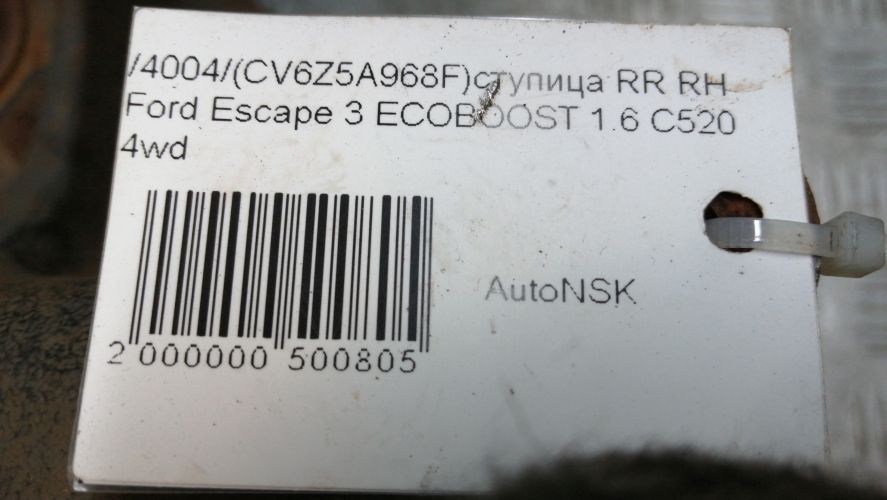 /4004/(CV6Z5A968F)ступица RR RH
Ford Escape 3 ECOBOOST 1.6 C520
4wd
AutoNSK
2 000000 500805